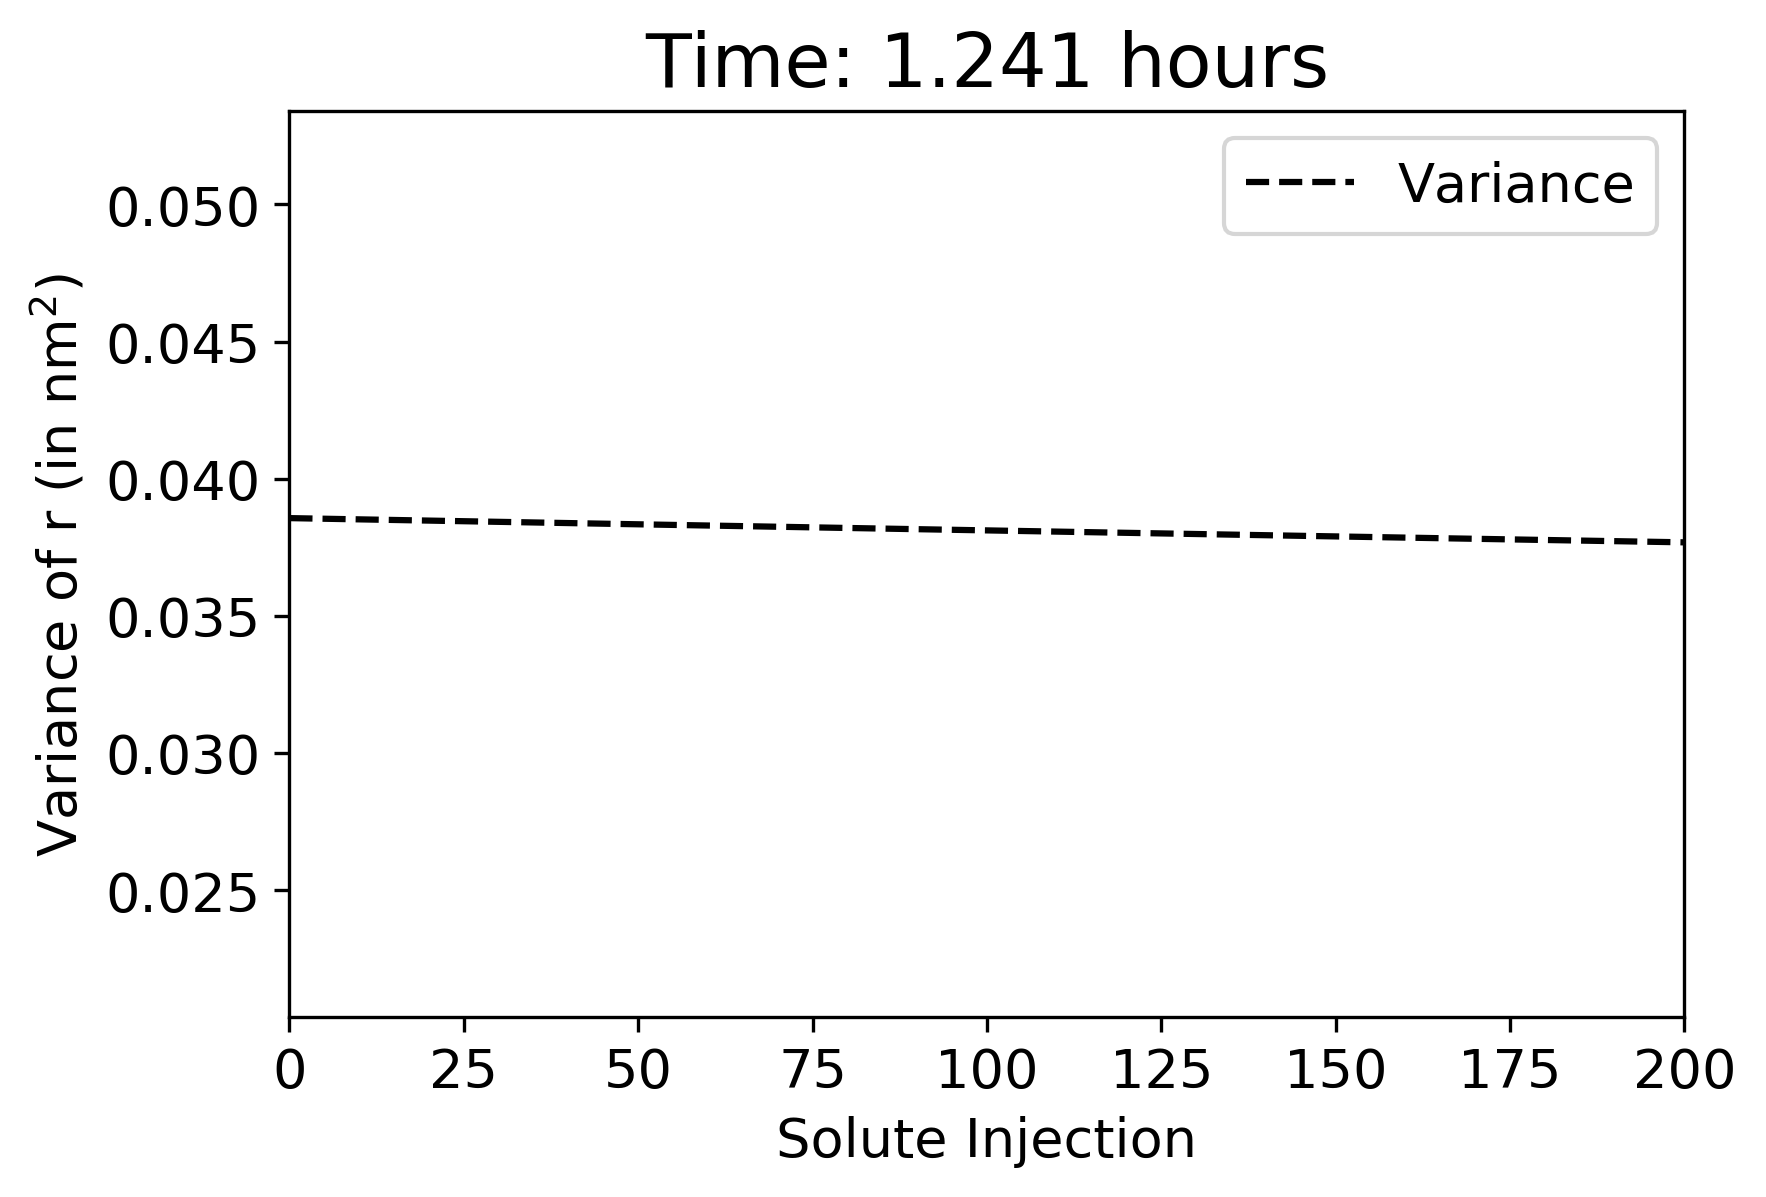 Time: 1.241 hours
Variance
Variance of r (in nm²)
0.050
0.045
0.040
0.035
0.030
0.025
0 25 50 75 100 125 150 175 200
Solute Injection